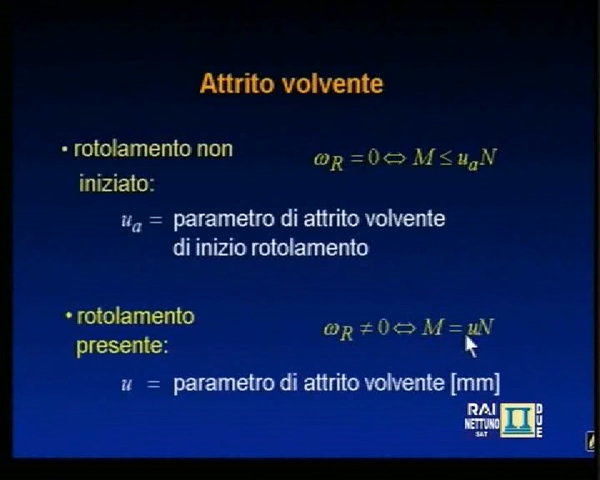 Attrito volvente
• rotolamento non
iniziato:
ω_R = 0 ⇔ M ≤ u_a N
u_a = parametro di attrito volvente
di inizio rotolamento
• rotolamento
presente:
ω_R ≠ 0 ⇔ M = uN
u = parametro di attrito volvente [mm]
RAI
NETTUNO
SAT
DUE